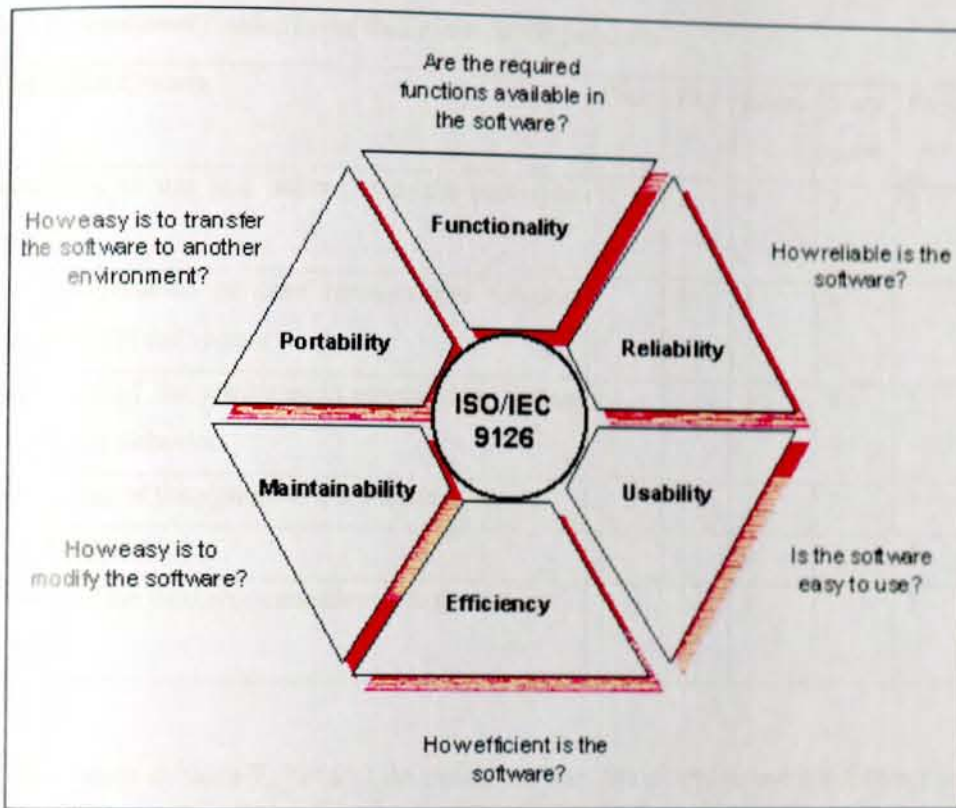 Are the required
functions available in
the software?
Functionality
How easy is to transfer
the software to another
environment?
How reliable is the
software?
Portability
Reliability
ISO/IEC
9126
Maintainability
Usability
How easy is to
modify the software?
Is the software
easy to use?
Efficiency
How efficient is the
software?